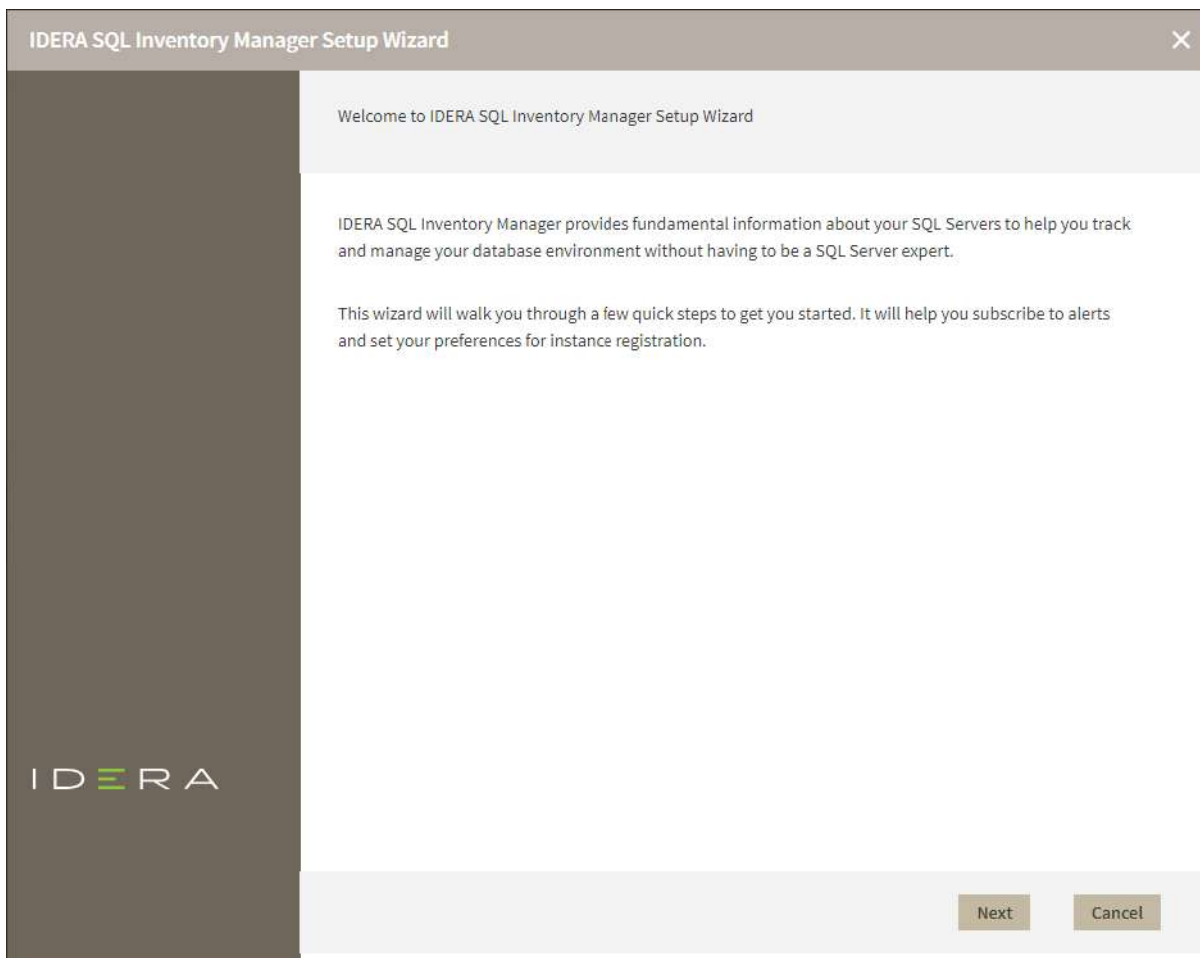 IDERA SQL Inventory Manager Setup Wizard
Welcome to IDERA SQL Inventory Manager Setup Wizard
IDERA SQL Inventory Manager provides fundamental information about your SQL Servers to help you track
and manage your database environment without having to be a SQL Server expert.
This wizard will walk you through a few quick steps to get you started. It will help you subscribe to alerts
and set your preferences for instance registration.
IDERA
Next Cancel